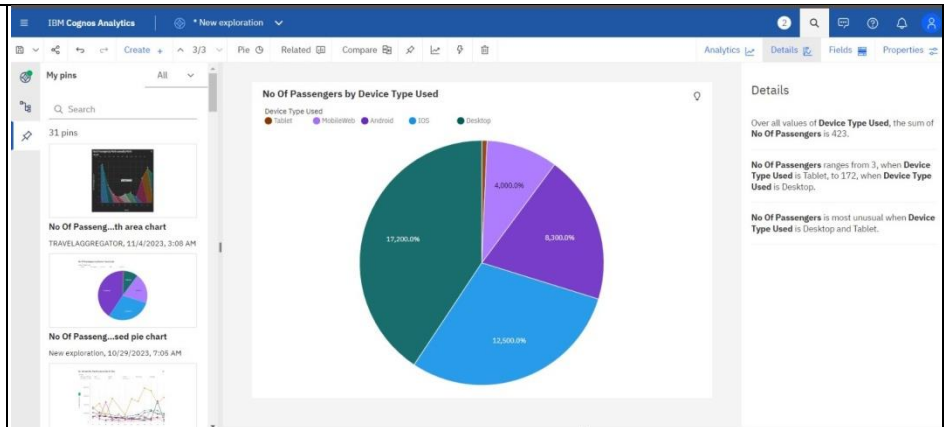 IBM Cognos Analytics
* New exploration
2
Create +
3/3
Pie
Related
Compare
Analytics
Details
Fields
Properties
My pins
All
Search
31 pins
No Of Passeng...th area chart
TRAVELAGGREGATOR, 11/4/2023, 3:08 AM
No Of Passeng...sed pie chart
New exploration, 10/29/2023, 7:05 AM
No Of Passengers by Device Type Used
Device Type Used
Tablet
MobileWeb
Android
IOS
Desktop
4,000.0%
8,300.0%
17,200.0%
12,500.0%
Details
Over all values of Device Type Used, the sum of
No Of Passengers is 423.
No Of Passengers ranges from 3, when Device
Type Used is Tablet, to 172, when Device Type
Used is Desktop.
No Of Passengers is most unusual when Device
Type Used is Desktop and Tablet.